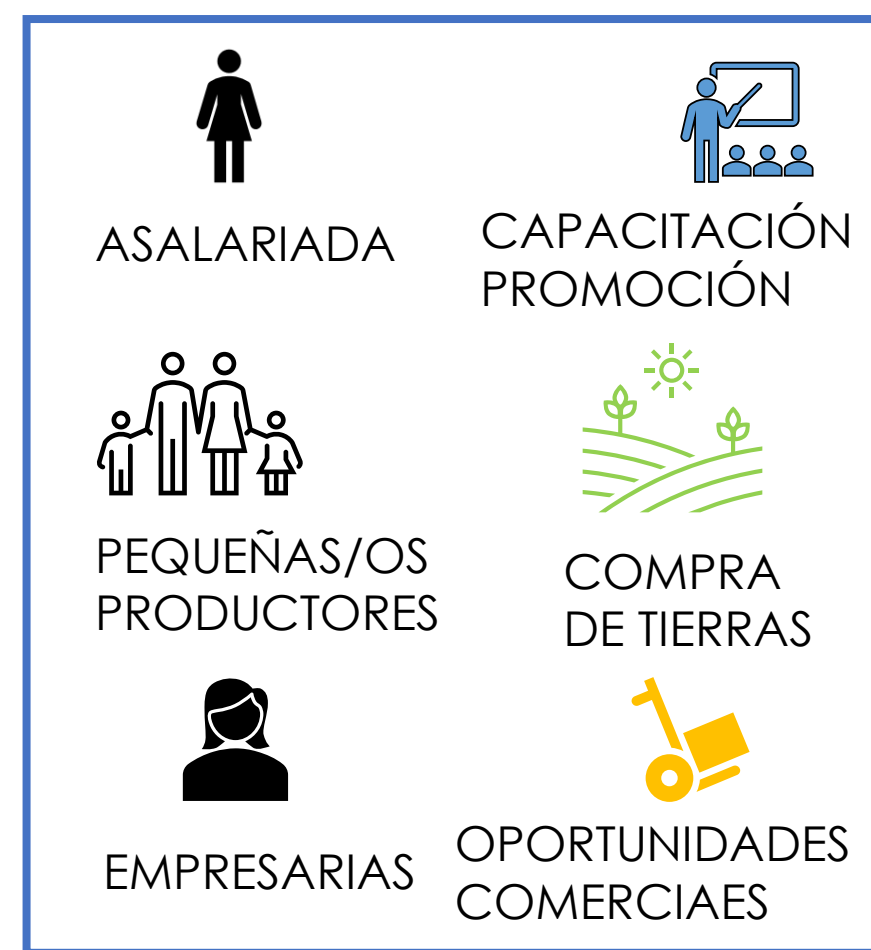 ASALARIADA
CAPACITACIÓN
PROMOCIÓN
PEQUEÑAS/OS
PRODUCTORES
COMPRA
DE TIERRAS
EMPRESARIAS
OPORTUNIDADES
COMERCIAES